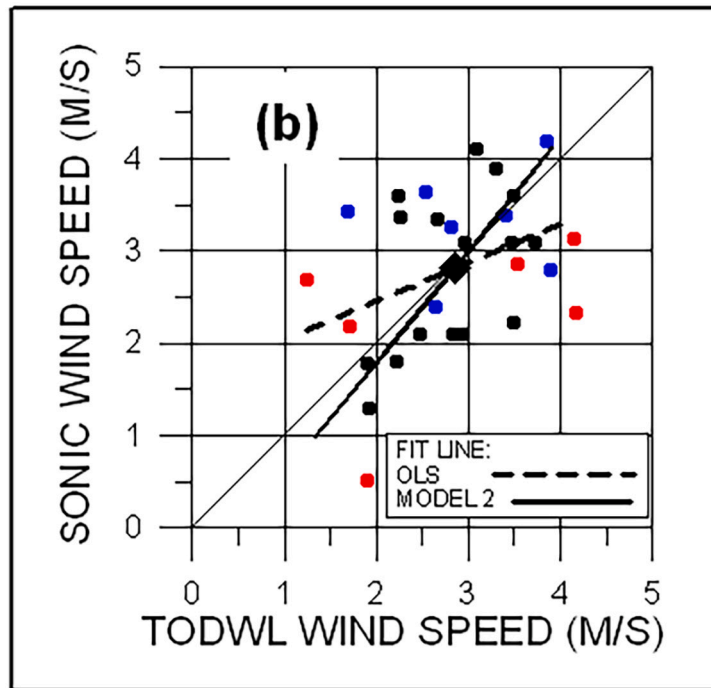 (b)
SONIC WIND SPEED (M/S)
5
4
3
2
1
0
FIT LINE:
OLS
MODEL 2
0 1 2 3 4 5
TODWL WIND SPEED (M/S)